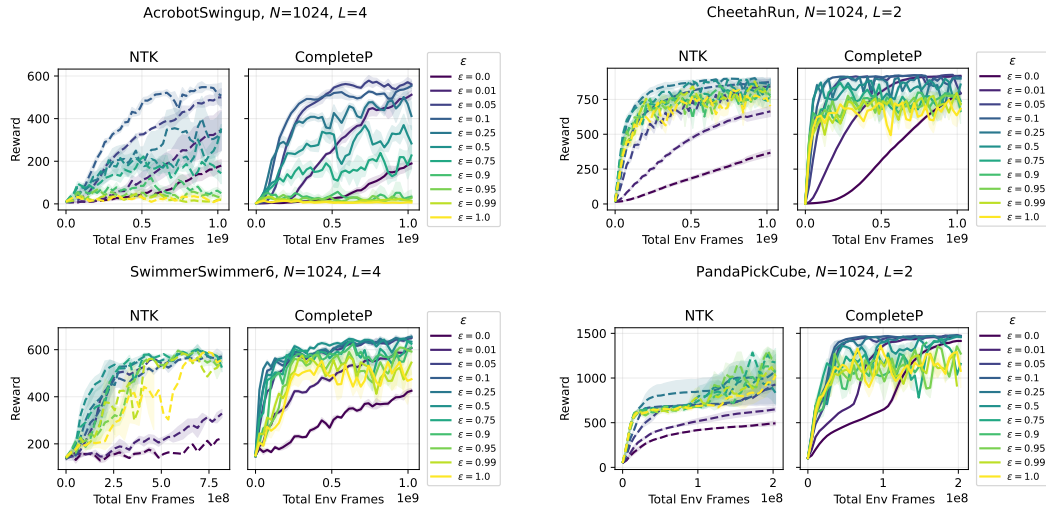 AcrobotSwingup, N=1024, L=4
NTK
CompleteP
Reward
600
400
200
0
0.0
0.5
1.0
1e9
Total Env Frames
0.0
0.5
1.0
1e9
Total Env Frames
ε
ε = 0.0
ε = 0.01
ε = 0.05
ε = 0.1
ε = 0.25
ε = 0.5
ε = 0.75
ε = 0.9
ε = 0.95
ε = 0.99
ε = 1.0
CheetahRun, N=1024, L=2
NTK
CompleteP
Reward
750
500
250
0
0.0
0.5
1.0
1e9
Total Env Frames
0.0
0.5
1.0
1e9
Total Env Frames
ε
ε = 0.0
ε = 0.01
ε = 0.05
ε = 0.1
ε = 0.25
ε = 0.5
ε = 0.75
ε = 0.9
ε = 0.95
ε = 0.99
ε = 1.0
SwimmerSwimmer6, N=1024, L=4
NTK
CompleteP
Reward
600
400
200
0.0
2.5
5.0
7.5
1e8
Total Env Frames
0.0
0.5
1.0
1e9
Total Env Frames
ε
ε = 0.0
ε = 0.01
ε = 0.05
ε = 0.1
ε = 0.25
ε = 0.5
ε = 0.75
ε = 0.9
ε = 0.95
ε = 0.99
ε = 1.0
PandaPickCube, N=1024, L=2
NTK
CompleteP
Reward
1500
1000
500
0
0
1
2
1e8
Total Env Frames
0
1
2
1e8
Total Env Frames
ε
ε = 0.0
ε = 0.01
ε = 0.05
ε = 0.1
ε = 0.25
ε = 0.5
ε = 0.75
ε = 0.9
ε = 0.95
ε = 0.99
ε = 1.0